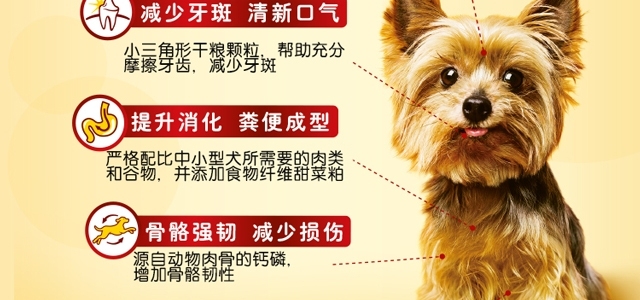 减少牙斑 清新口气
小三角形干粮颗粒，帮助充分
摩擦牙齿，减少牙斑
提升消化 粪便成型
严格配比中小型犬所需要的肉类
和谷物，并添加食物纤维甜菜粕
骨骼强韧 减少损伤
源自动物肉骨的钙磷，
增加骨骼韧性